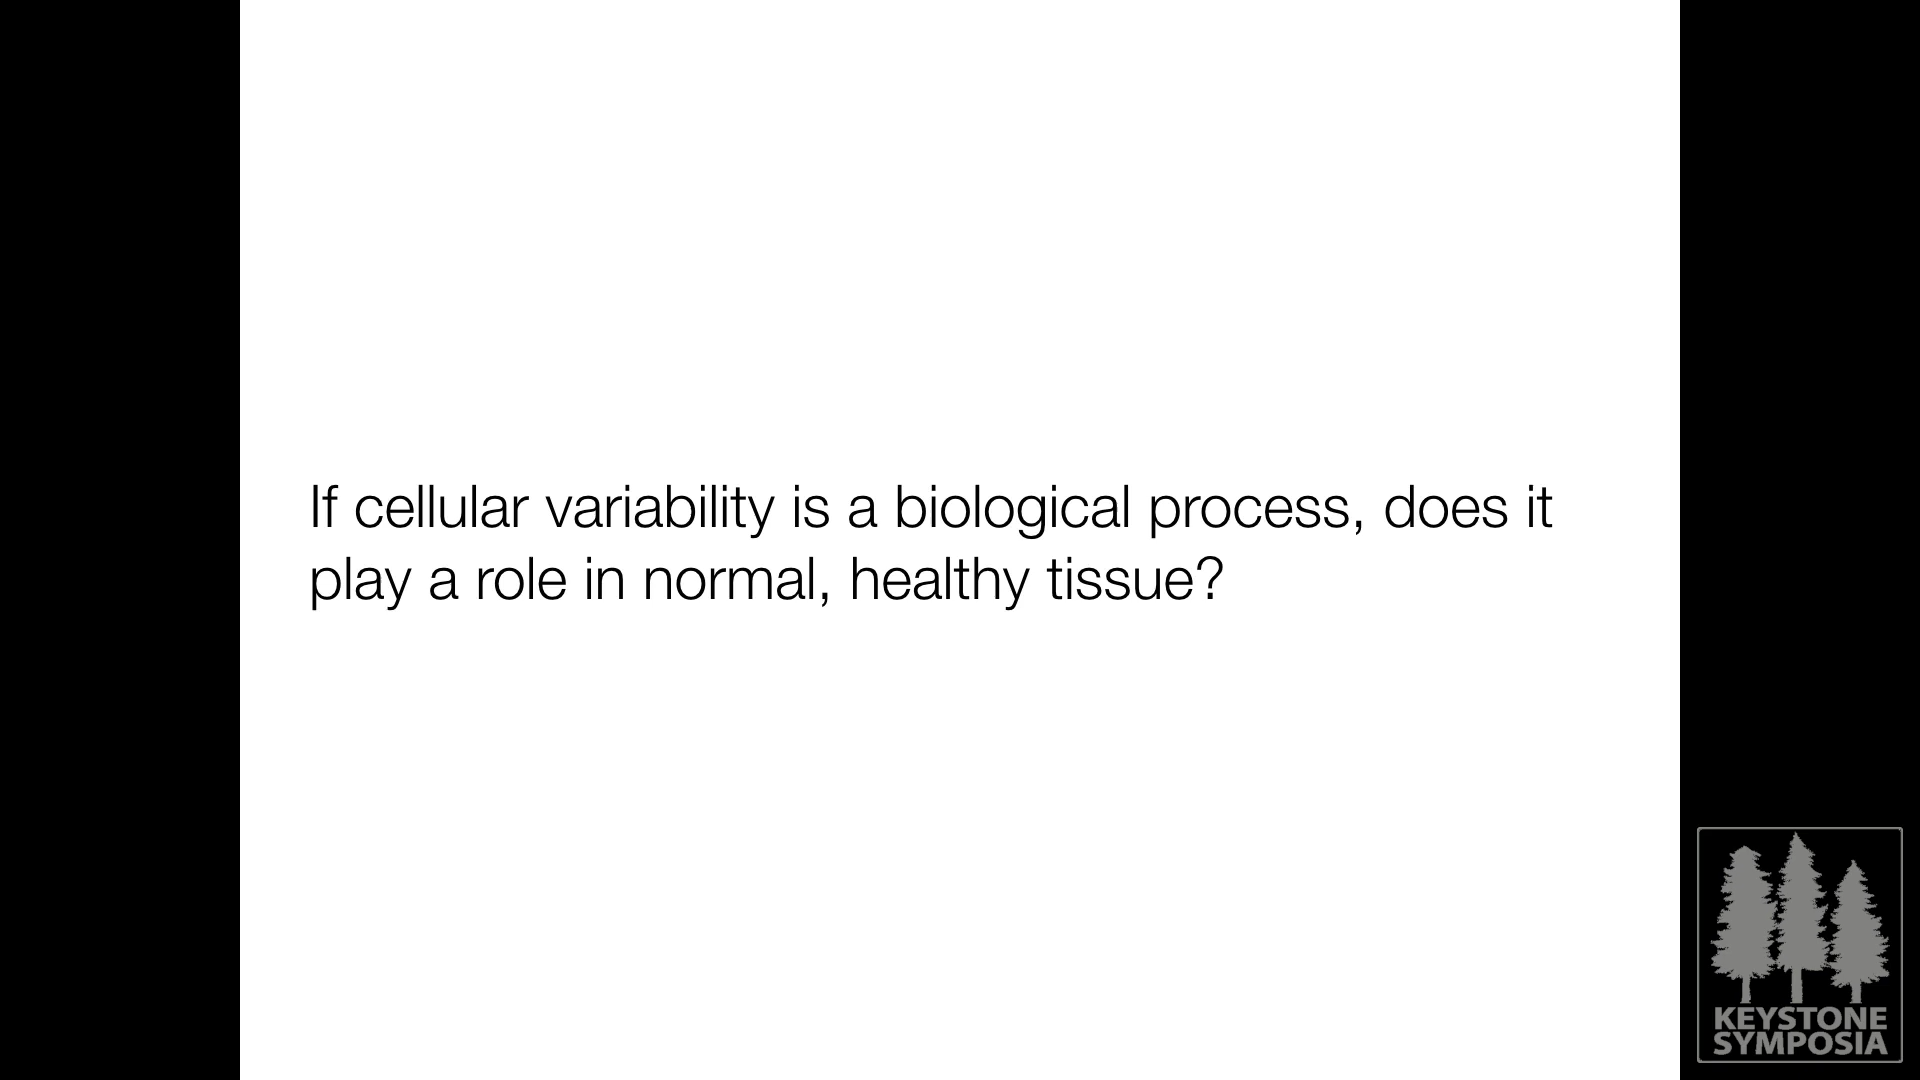 If cellular variability is a biological process, does it
play a role in normal, healthy tissue?
KEYSTONE
SYMPOSIA